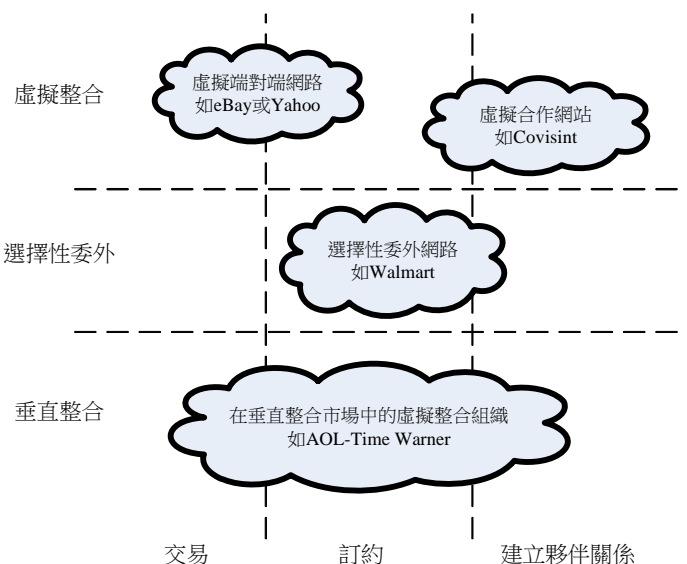 虛擬整合
虛擬端對端網路
如eBay或Yahoo
虛擬合作網站
如Covisint
選擇性委外
選擇性委外網路
如Walmart
垂直整合
在垂直整合市場中的虛擬整合組織
如AOL-Time Warner
交易
訂約
建立夥伴關係